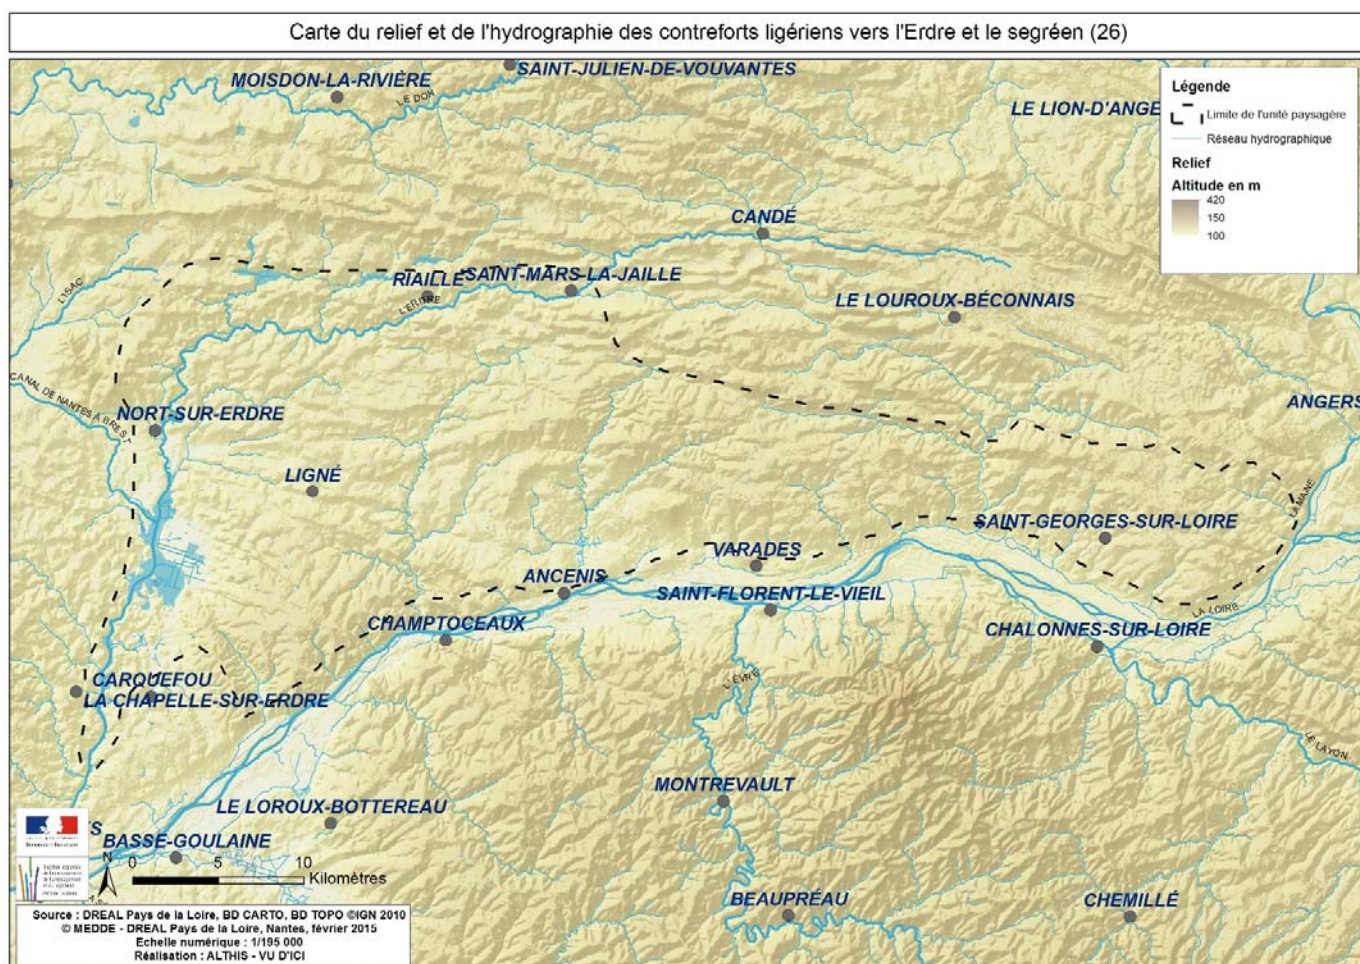 Carte du relief et de l'hydrographie des contreforts ligériens vers l'Erdre et le segréen (26)
MOISDON-LA-RIVIÈRE
SAINT-JULIEN-DE-VOUVANTES
LE DON
LE LION-D'ANGE
Légende
Limite de l'unité paysagère
Réseau hydrographique
Relief
Altitude en m
420
150
100
CANDÉ
L'ISAC
RIAILLÉ
SAINT-MARS-LA-JAILLE
L'ERDRE
LE LOUROUX-BÉCONNAIS
CANAL DE NANTES À BREST
NORT-SUR-ERDRE
ANGERS
LIGNÉ
LA MAINE
SAINT-GEORGES-SUR-LOIRE
VARADES
ANCENIS
SAINT-FLORENT-LE-VIEIL
LA LOIRE
CHAMPTOCEAUX
CHALONNES-SUR-LOIRE
CARQUEFOU
LA CHAPELLE-SUR-ERDRE
L'ÈVRE
LE LAYON
MONTREVAULT
LE LOROUX-BOTTEREAU
S
BASSE-GOULAINE
N
0 5 10
Kilomètres
BEAUPRÉAU
CHEMILLÉ
Source : DREAL Pays de la Loire, BD CARTO, BD TOPO ©IGN 2010
© MEDDE - DREAL Pays de la Loire, Nantes, février 2015
Echelle numérique : 1/195 000
Réalisation : ALTHIS - VU D'ICI